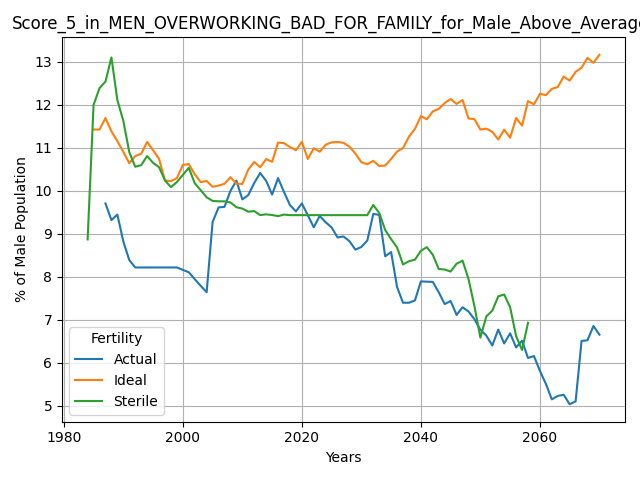 Score_5_in_MEN_OVERWORKING_BAD_FOR_FAMILY_for_Male_Above_Average
% of Male Population
13
12
11
10
9
8
7
6
5
Fertility
Actual
Ideal
Sterile
1980
2000
2020
2040
2060
Years